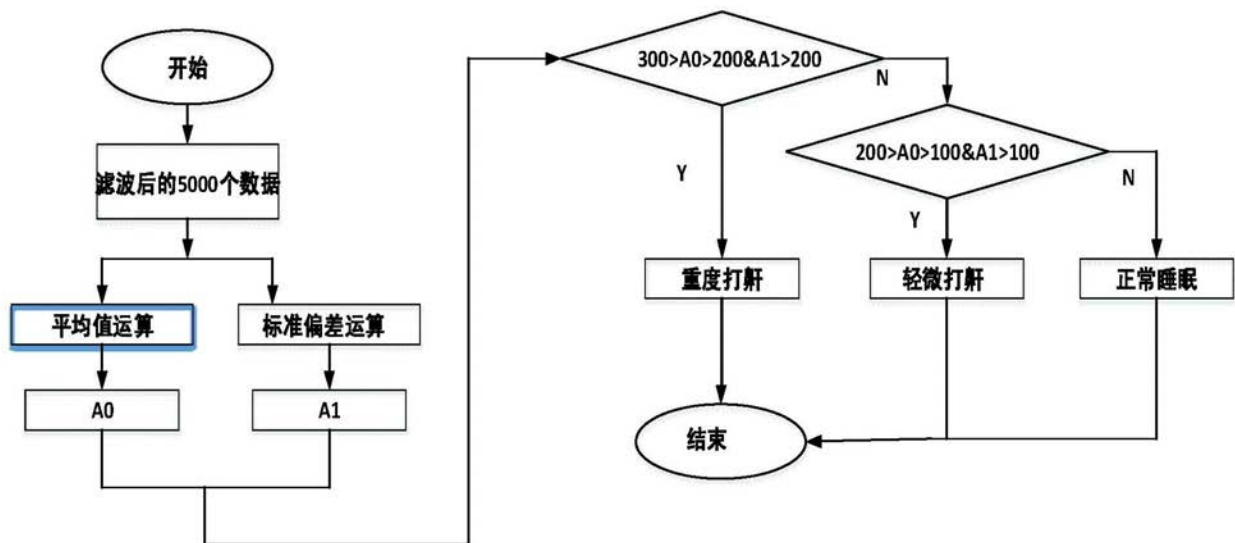 开始
滤波后的5000个数据
平均值运算
标准偏差运算
A0
A1
300>A0>200&A1>200
N
Y
200>A0>100&A1>100
N
Y
重度打鼾
轻微打鼾
正常睡眠
结束